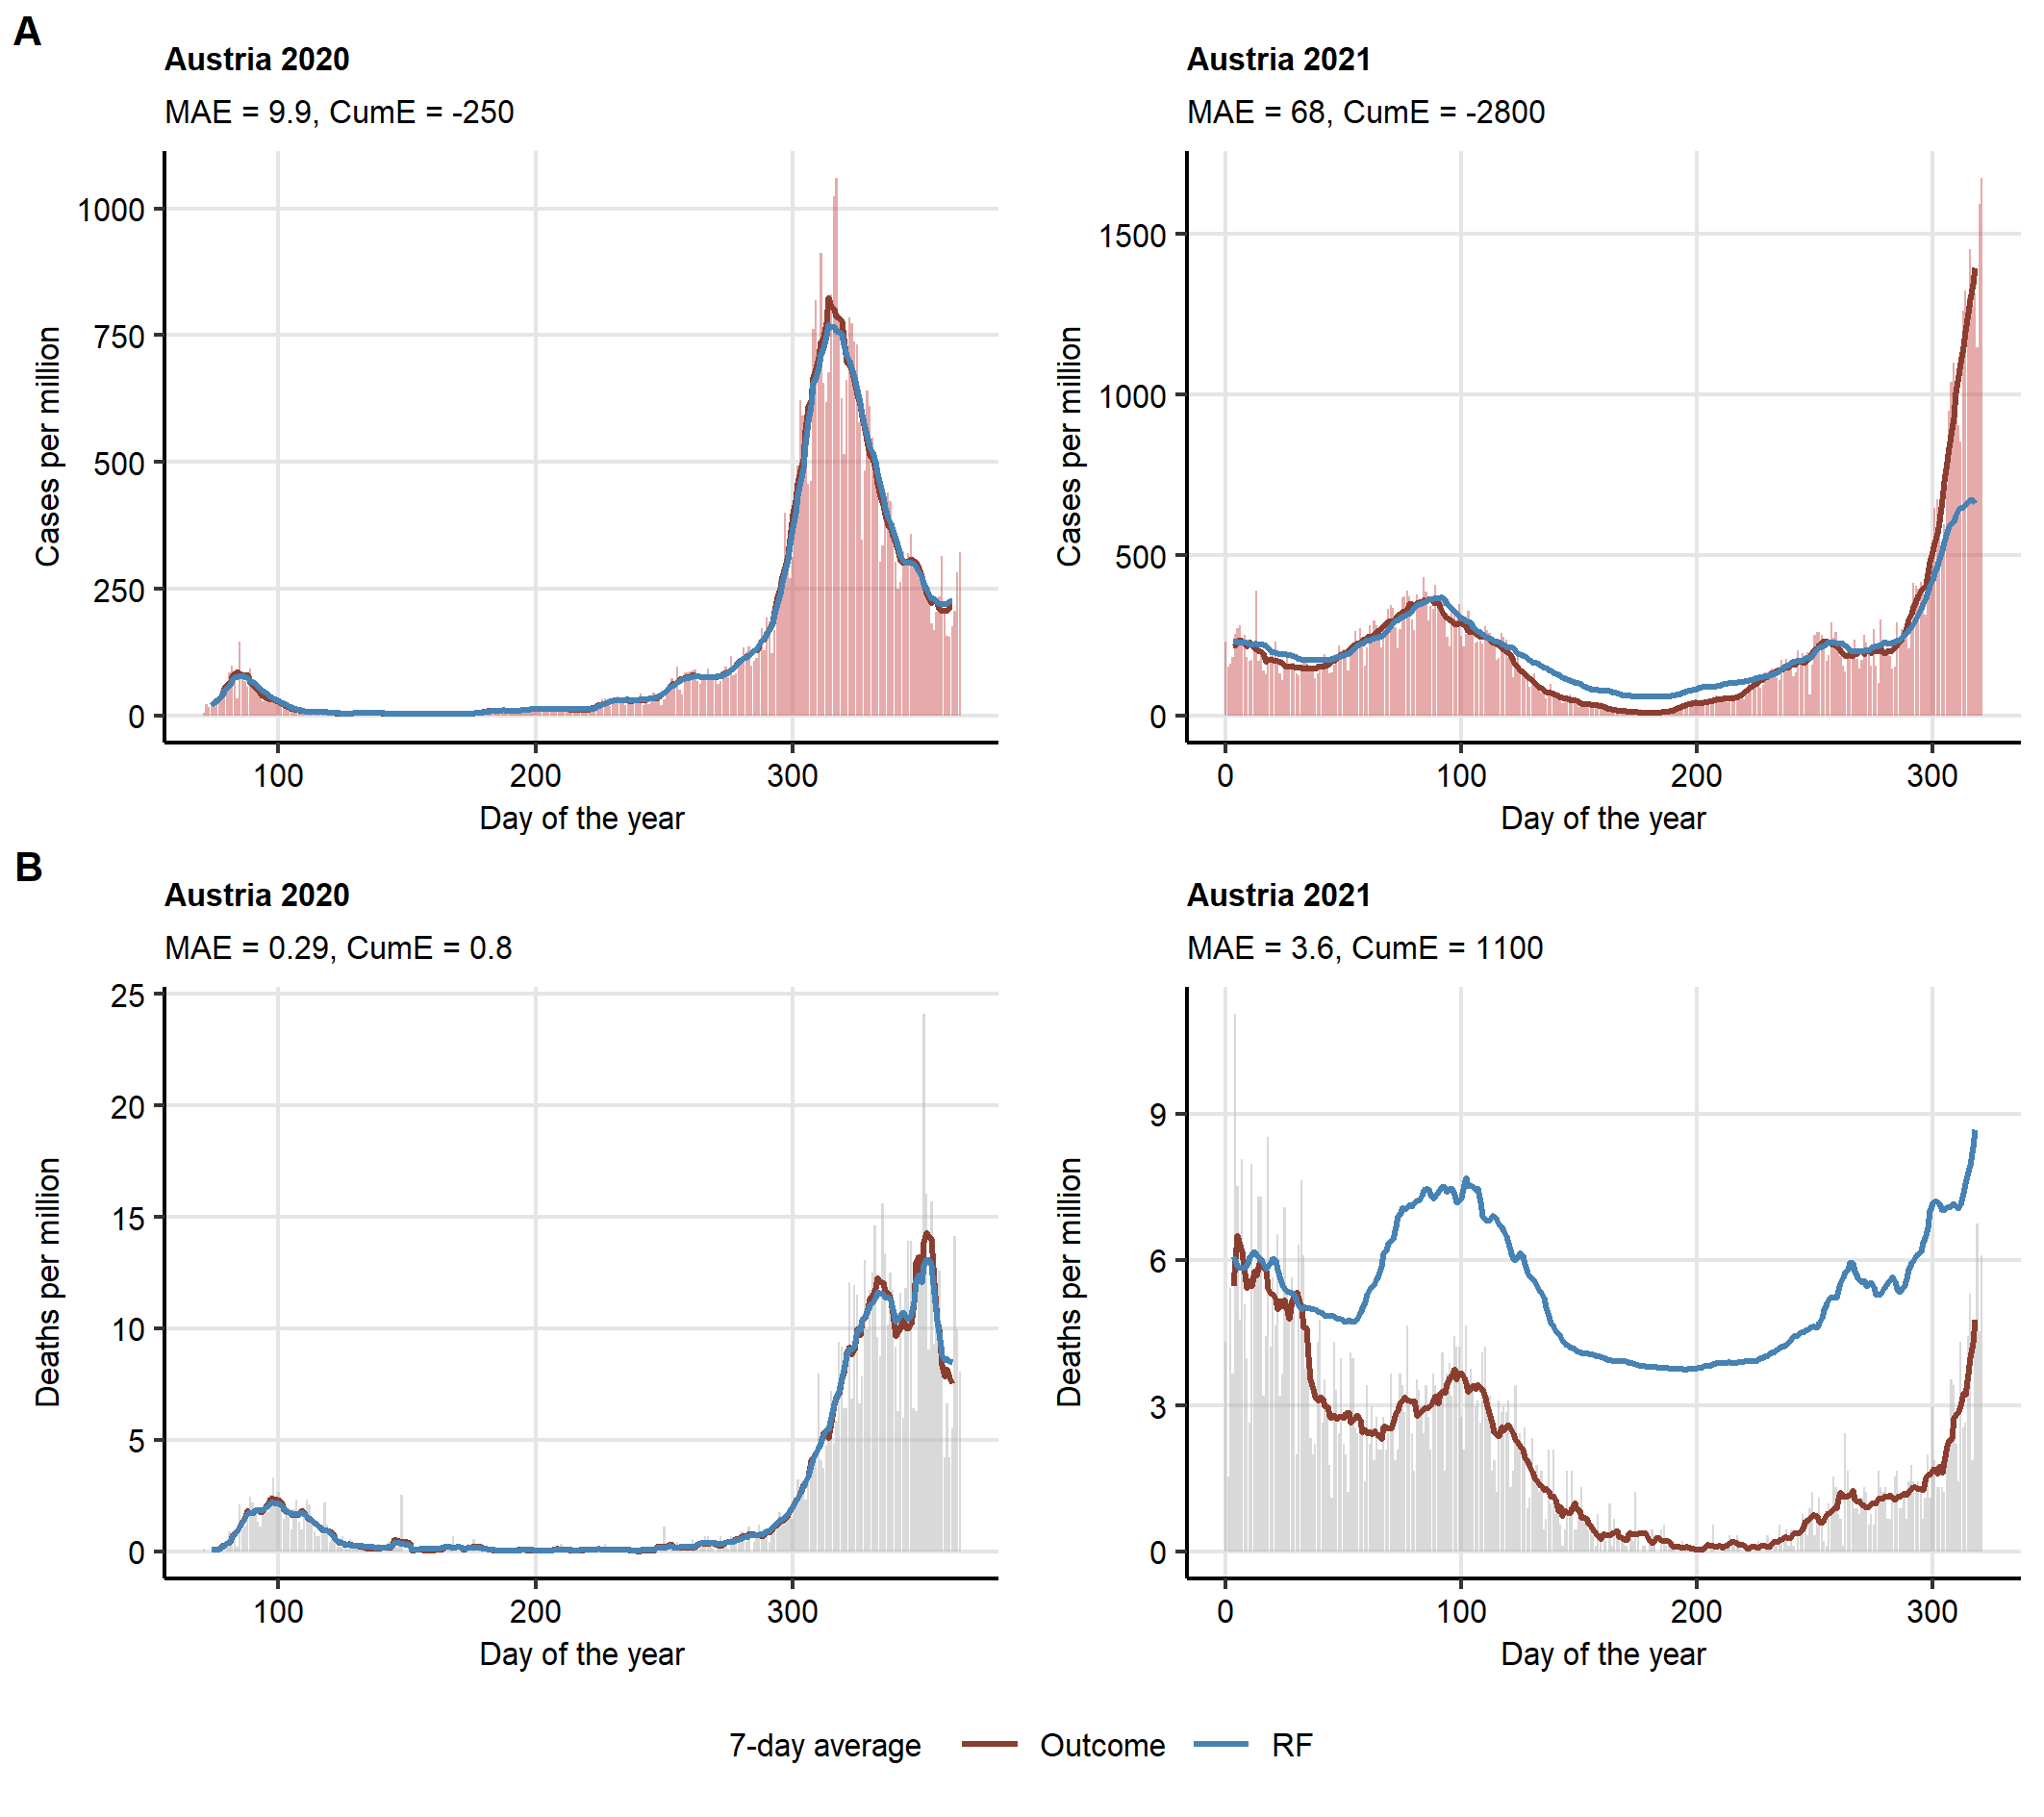 A
Austria 2020
MAE = 9.9, CumE = -250
Cases per million
1000
750
500
250
0
100 200 300
Day of the year
Austria 2021
MAE = 68, CumE = -2800
Cases per million
1500
1000
500
0
0 100 200 300
Day of the year
B
Austria 2020
MAE = 0.29, CumE = 0.8
Deaths per million
25
20
15
10
5
0
100 200 300
Day of the year
Austria 2021
MAE = 3.6, CumE = 1100
Deaths per million
9
6
3
0
0 100 200 300
Day of the year
7-day average Outcome RF